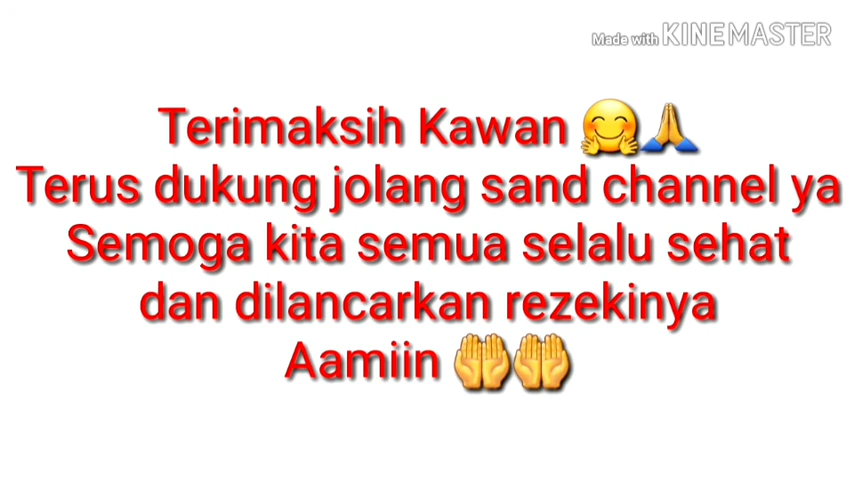 Made with KINEMASTER
Terimaksih Kawan 🤗🙏
Terus dukung jolang sand channel ya
Semoga kita semua selalu sehat
dan dilancarkan rezekinya
Aamiin 🤲🤲